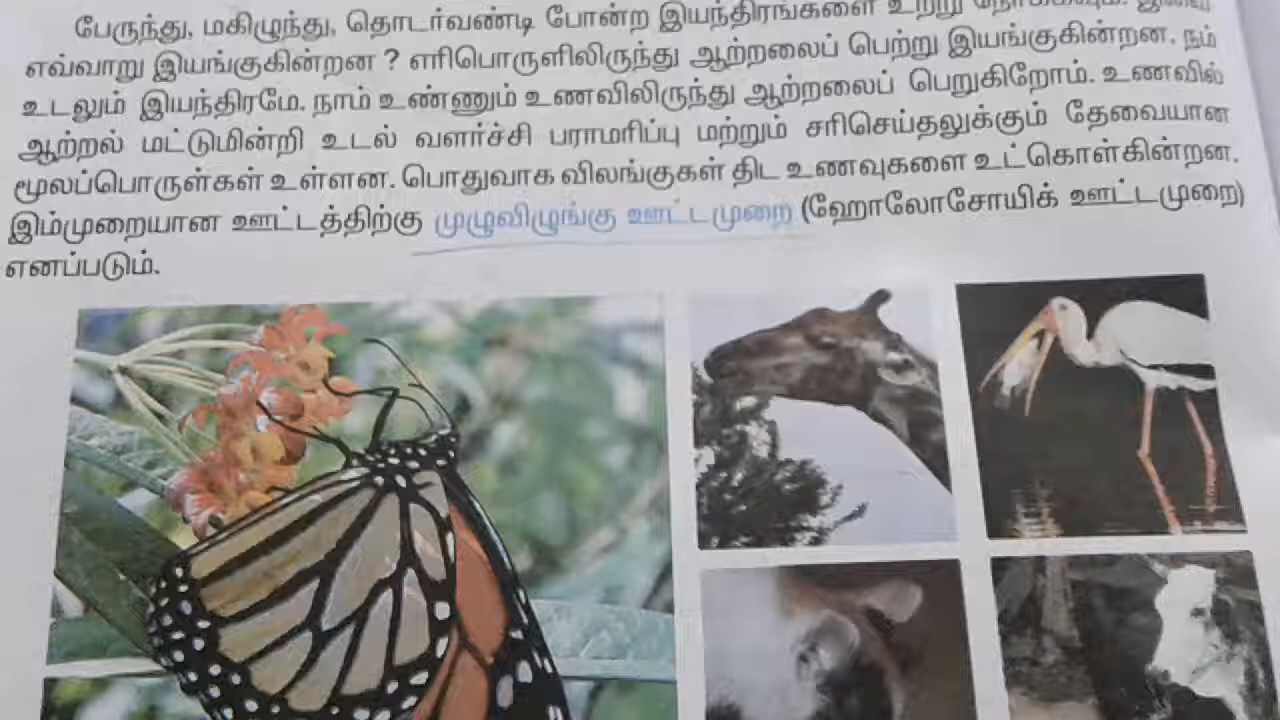 பேருந்து, மகிழுந்து, தொடர்வண்டி போன்ற இயந்திரங்களை உற்று
எவ்வாறு இயங்குகின்றன ? எரிபொருளிலிருந்து ஆற்றலைப் பெற்று இயங்குகின்றன. நம்
உடலும் இயந்திரமே. நாம் உண்ணும் உணவிலிருந்து ஆற்றலைப் பெறுகிறோம். உணவில்
ஆற்றல் மட்டுமின்றி உடல் வளர்ச்சி பராமரிப்பு மற்றும் சரிசெய்தலுக்கும் தேவையான
மூலப்பொருள்கள் உள்ளன. பொதுவாக விலங்குகள் திட உணவுகளை உட்கொள்கின்றன.
இம்முறையான ஊட்டத்திற்கு முழுவிழுங்கு ஊட்டமுறை (ஹோலோசோயிக் ஊட்டமுறை)
எனப்படும்.